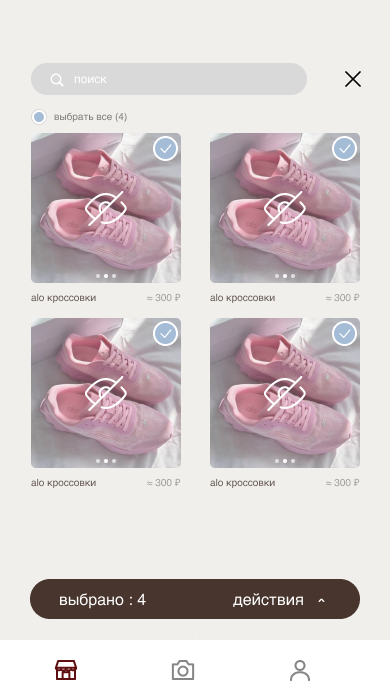 поиск
выбрать все (4)
alo кроссовки ≈ 300 ₽
alo кроссовки ≈ 300 ₽
alo кроссовки ≈ 300 ₽
alo кроссовки ≈ 300 ₽
выбрано : 4 действия